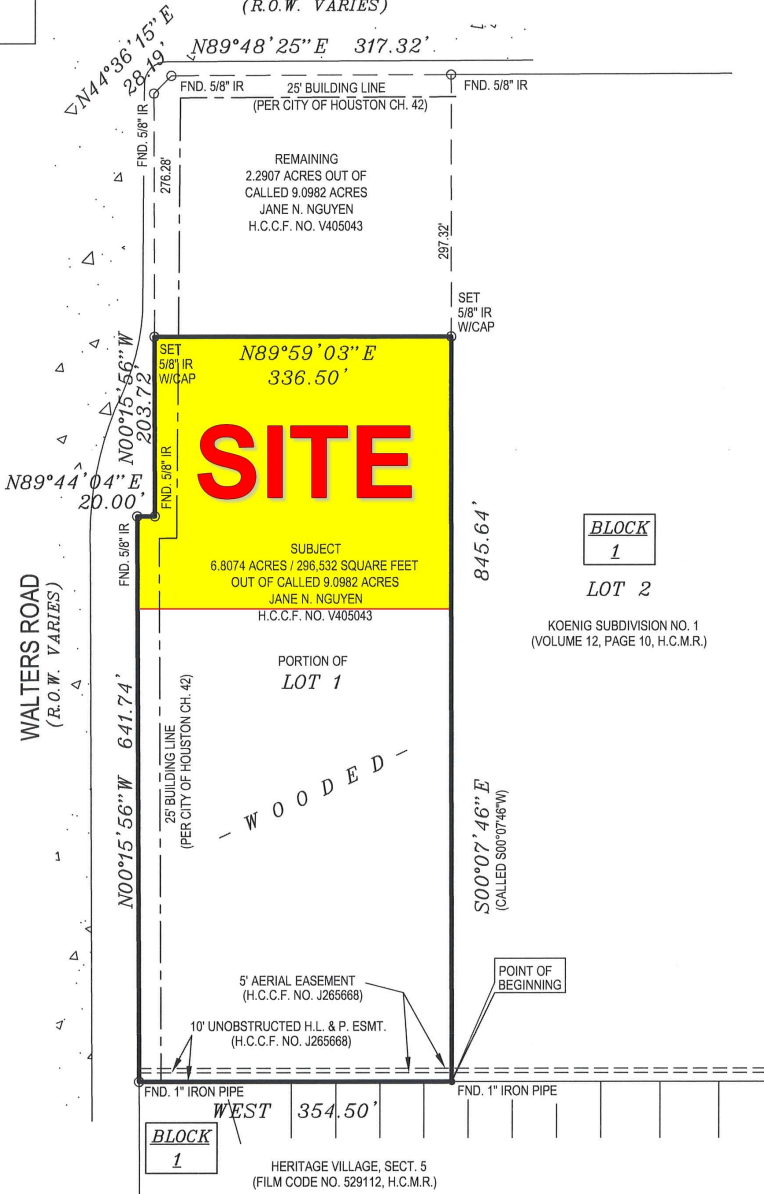 (R.O.W. VARIES)
N44°36'15"E
28.19'
N89°48'25"E 317.32'
FND. 5/8" IR
FND. 5/8" IR
FND. 5/8" IR
25' BUILDING LINE
(PER CITY OF HOUSTON CH. 42)
276.28'
REMAINING
2.2907 ACRES OUT OF
CALLED 9.0982 ACRES
JANE N. NGUYEN
H.C.C.F. NO. V405043
297.32'
SET
5/8" IR
W/CAP
SET
5/8" IR
W/CAP
N89°59'03"E
336.50'
N00°15'56"W
203.72'
SITE
N89°44'04"E
20.00'
FND. 5/8" IR
FND. 5/8" IR
SUBJECT
6.8074 ACRES / 296,532 SQUARE FEET
OUT OF CALLED 9.0982 ACRES
JANE N. NGUYEN
H.C.C.F. NO. V405043
845.64'
BLOCK
1
LOT 2
KOENIG SUBDIVISION NO. 1
(VOLUME 12, PAGE 10, H.C.M.R.)
WALTERS ROAD
(R.O.W. VARIES)
PORTION OF
LOT 1
N00°15'56"W 641.74'
25' BUILDING LINE
(PER CITY OF HOUSTON CH. 42)
- W O O D E D -
S00°07'46"E
(CALLED S00°07'46"W)
5' AERIAL EASEMENT
(H.C.C.F. NO. J265668)
POINT OF
BEGINNING
10' UNOBSTRUCTED H.L. & P. ESMT.
(H.C.C.F. NO. J265668)
FND. 1" IRON PIPE
FND. 1" IRON PIPE
WEST 354.50'
BLOCK
1
HERITAGE VILLAGE, SECT. 5
(FILM CODE NO. 529112, H.C.M.R.)